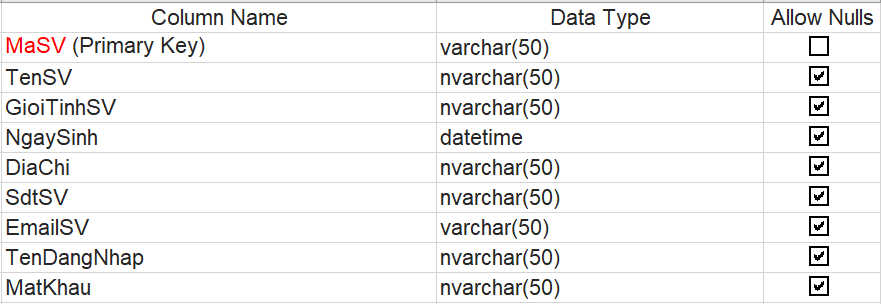 Column Name Data Type Allow Nulls
MaSV (Primary Key) varchar(50)
TenSV nvarchar(50)
GioiTinhSV nvarchar(50)
NgaySinh datetime
DiaChi nvarchar(50)
SdtSV nvarchar(50)
EmailSV varchar(50)
TenDangNhap nvarchar(50)
MatKhau nvarchar(50)